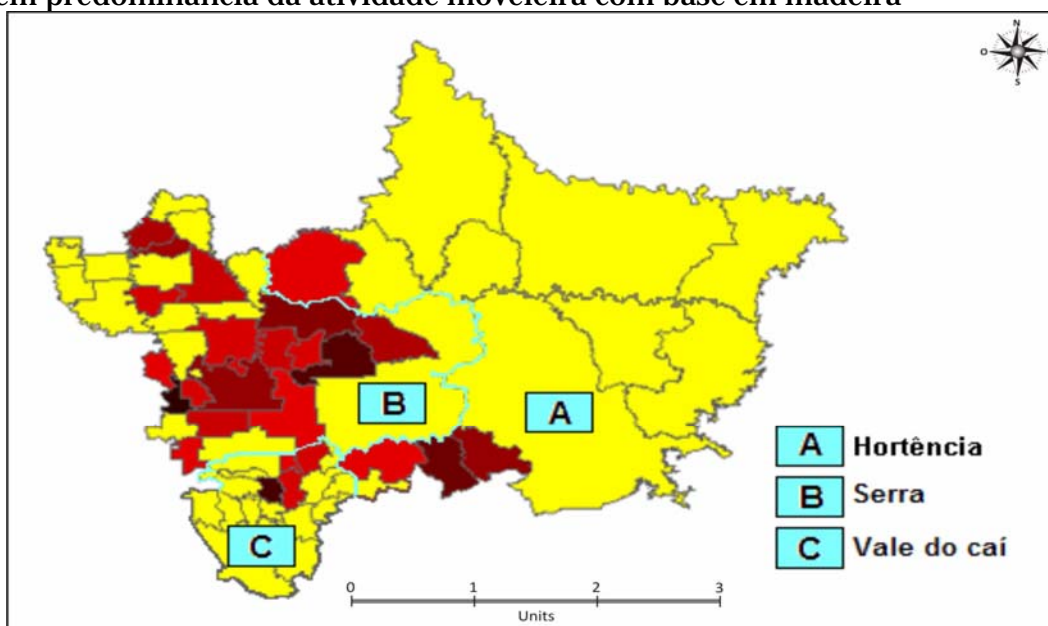 em predominância da atividade moveleira com base em madeira
N
O
S
B
A
C
A Hortência
B Serra
C Vale do caí
0 1 2 3
Units